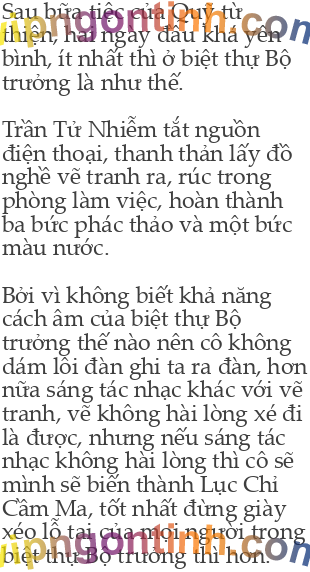 Sau bữa tiệc của Quỹ từ
thiện, hai ngày đầu khá yên
bình, ít nhất thì ở biệt thự Bộ
trưởng là như thế.

Trần Tử Nhiễm tắt nguồn
điện thoại, thanh thản lấy đồ
nghề vẽ tranh ra, rúc trong
phòng làm việc, hoàn thành
ba bức phác thảo và một bức
màu nước.

Bởi vì không biết khả năng
cách âm của biệt thự Bộ
trưởng thế nào nên cô không
dám lôi đàn ghi ta ra đàn, hơn
nữa sáng tác nhạc khác với vẽ
tranh, vẽ không hài lòng xé đi
là được, nhưng nếu sáng tác
nhạc không hài lòng thì cô sẽ
mình sẽ biến thành Lục Chỉ
Cầm Ma, tốt nhất đừng giày
xéo lỗ tai của mọi người trong
biệt thự Bộ trưởng thì hơn.